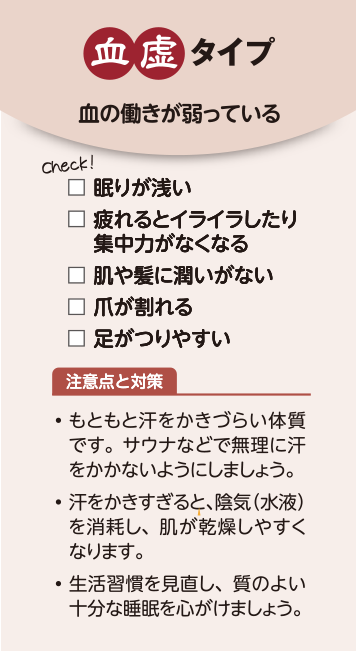 血虚タイプ
血の働きが弱っている
Check!
□ 眠りが浅い
□ 疲れるとイライラしたり
集中力がなくなる
□ 肌や髪に潤いがない
□ 爪が割れる
□ 足がつりやすい
注意点と対策
・もともと汗をかきづらい体質
です。サウナなどで無理に汗
をかかないようにしましょう。
・汗をかきすぎると、陰気(水液)
を消耗し、肌が乾燥しやすく
なります。
・生活習慣を見直し、質のよい
十分な睡眠を心がけましょう。